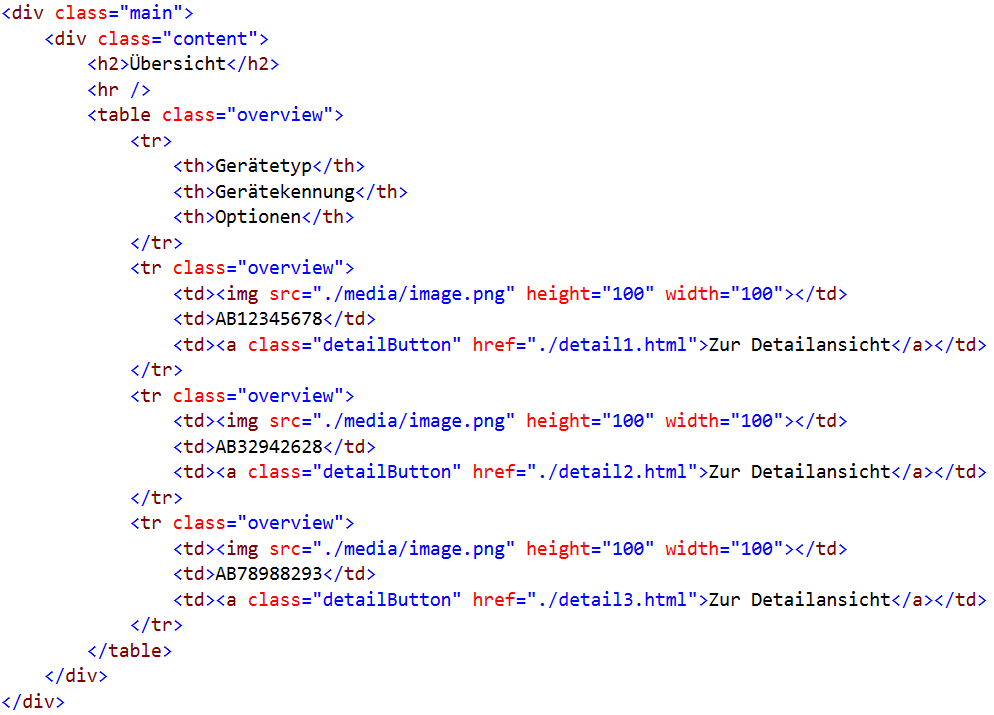 <div class="main">
    <div class="content">
        <h2>Übersicht</h2>
        <hr />
        <table class="overview">
            <tr>
                <th>Gerätetyp</th>
                <th>Gerätekennung</th>
                <th>Optionen</th>
            </tr>
            <tr class="overview">
                <td><img src="./media/image.png" height="100" width="100"></td>
                <td>AB12345678</td>
                <td><a class="detailButton" href="./detail1.html">Zur Detailansicht</a></td>
            </tr>
            <tr class="overview">
                <td><img src="./media/image.png" height="100" width="100"></td>
                <td>AB32942628</td>
                <td><a class="detailButton" href="./detail2.html">Zur Detailansicht</a></td>
            </tr>
            <tr class="overview">
                <td><img src="./media/image.png" height="100" width="100"></td>
                <td>AB78988293</td>
                <td><a class="detailButton" href="./detail3.html">Zur Detailansicht</a></td>
            </tr>
        </table>
    </div>
</div>